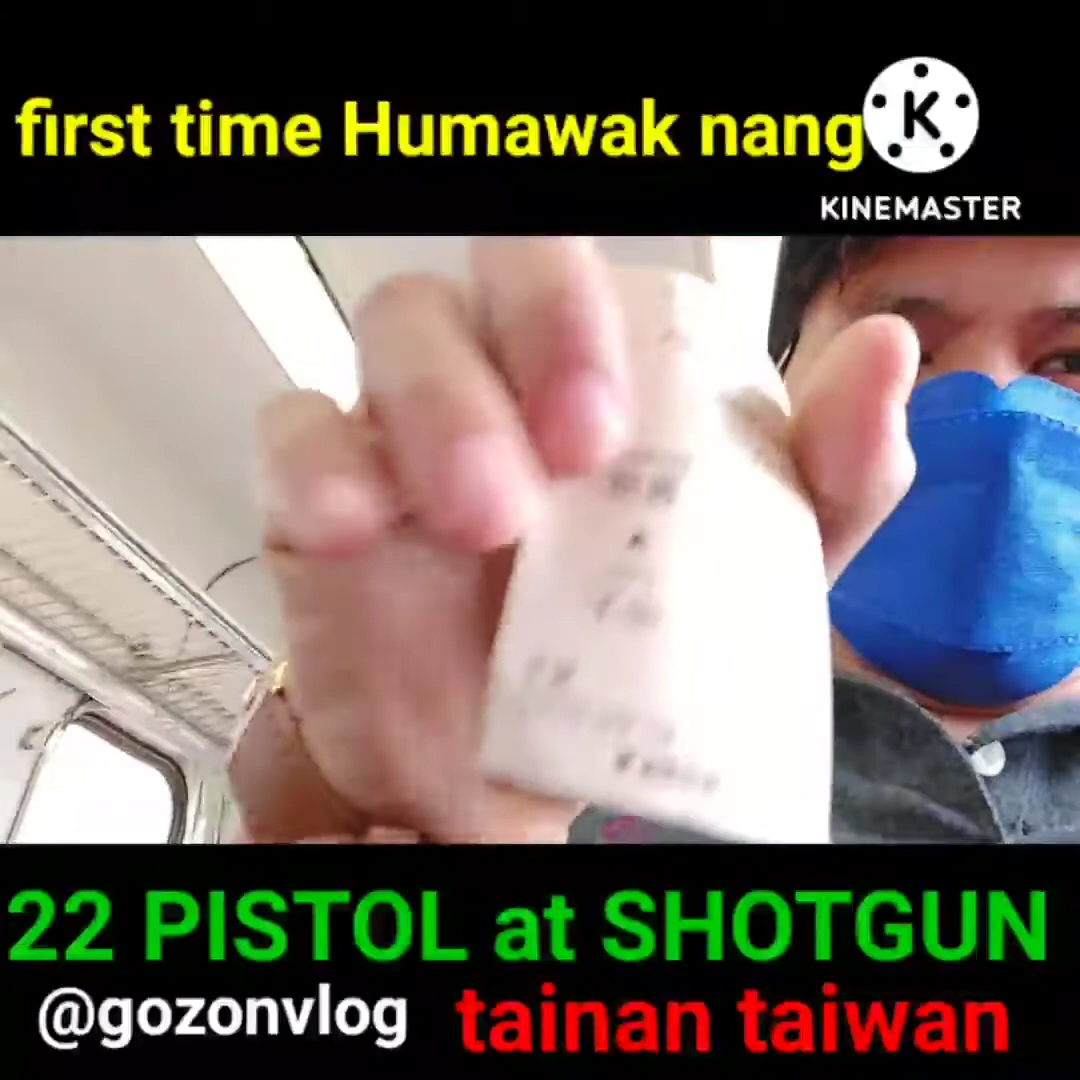 first time Humawak nang
K
KINEMASTER
22 PISTOL at SHOTGUN
@gozonvlog tainan taiwan